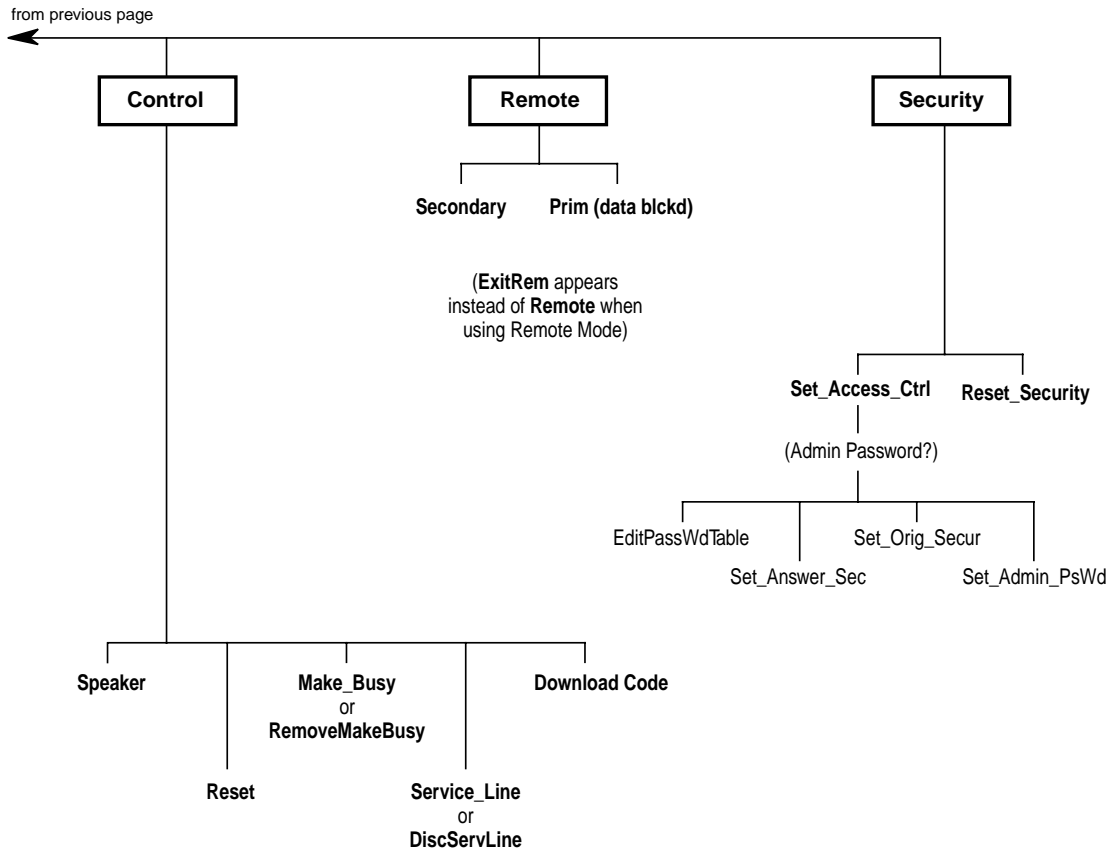 from previous page
Control
Remote
Security
Secondary
Prim (data blckd)
(ExitRem appears
instead of Remote when
using Remote Mode)
Set_Access_Ctrl
Reset_Security
(Admin Password?)
EditPassWdTable
Set_Orig_Secur
Set_Answer_Sec
Set_Admin_PsWd
Speaker
Make_Busy
or
RemoveMakeBusy
Download Code
Reset
Service_Line
or
DiscServLine